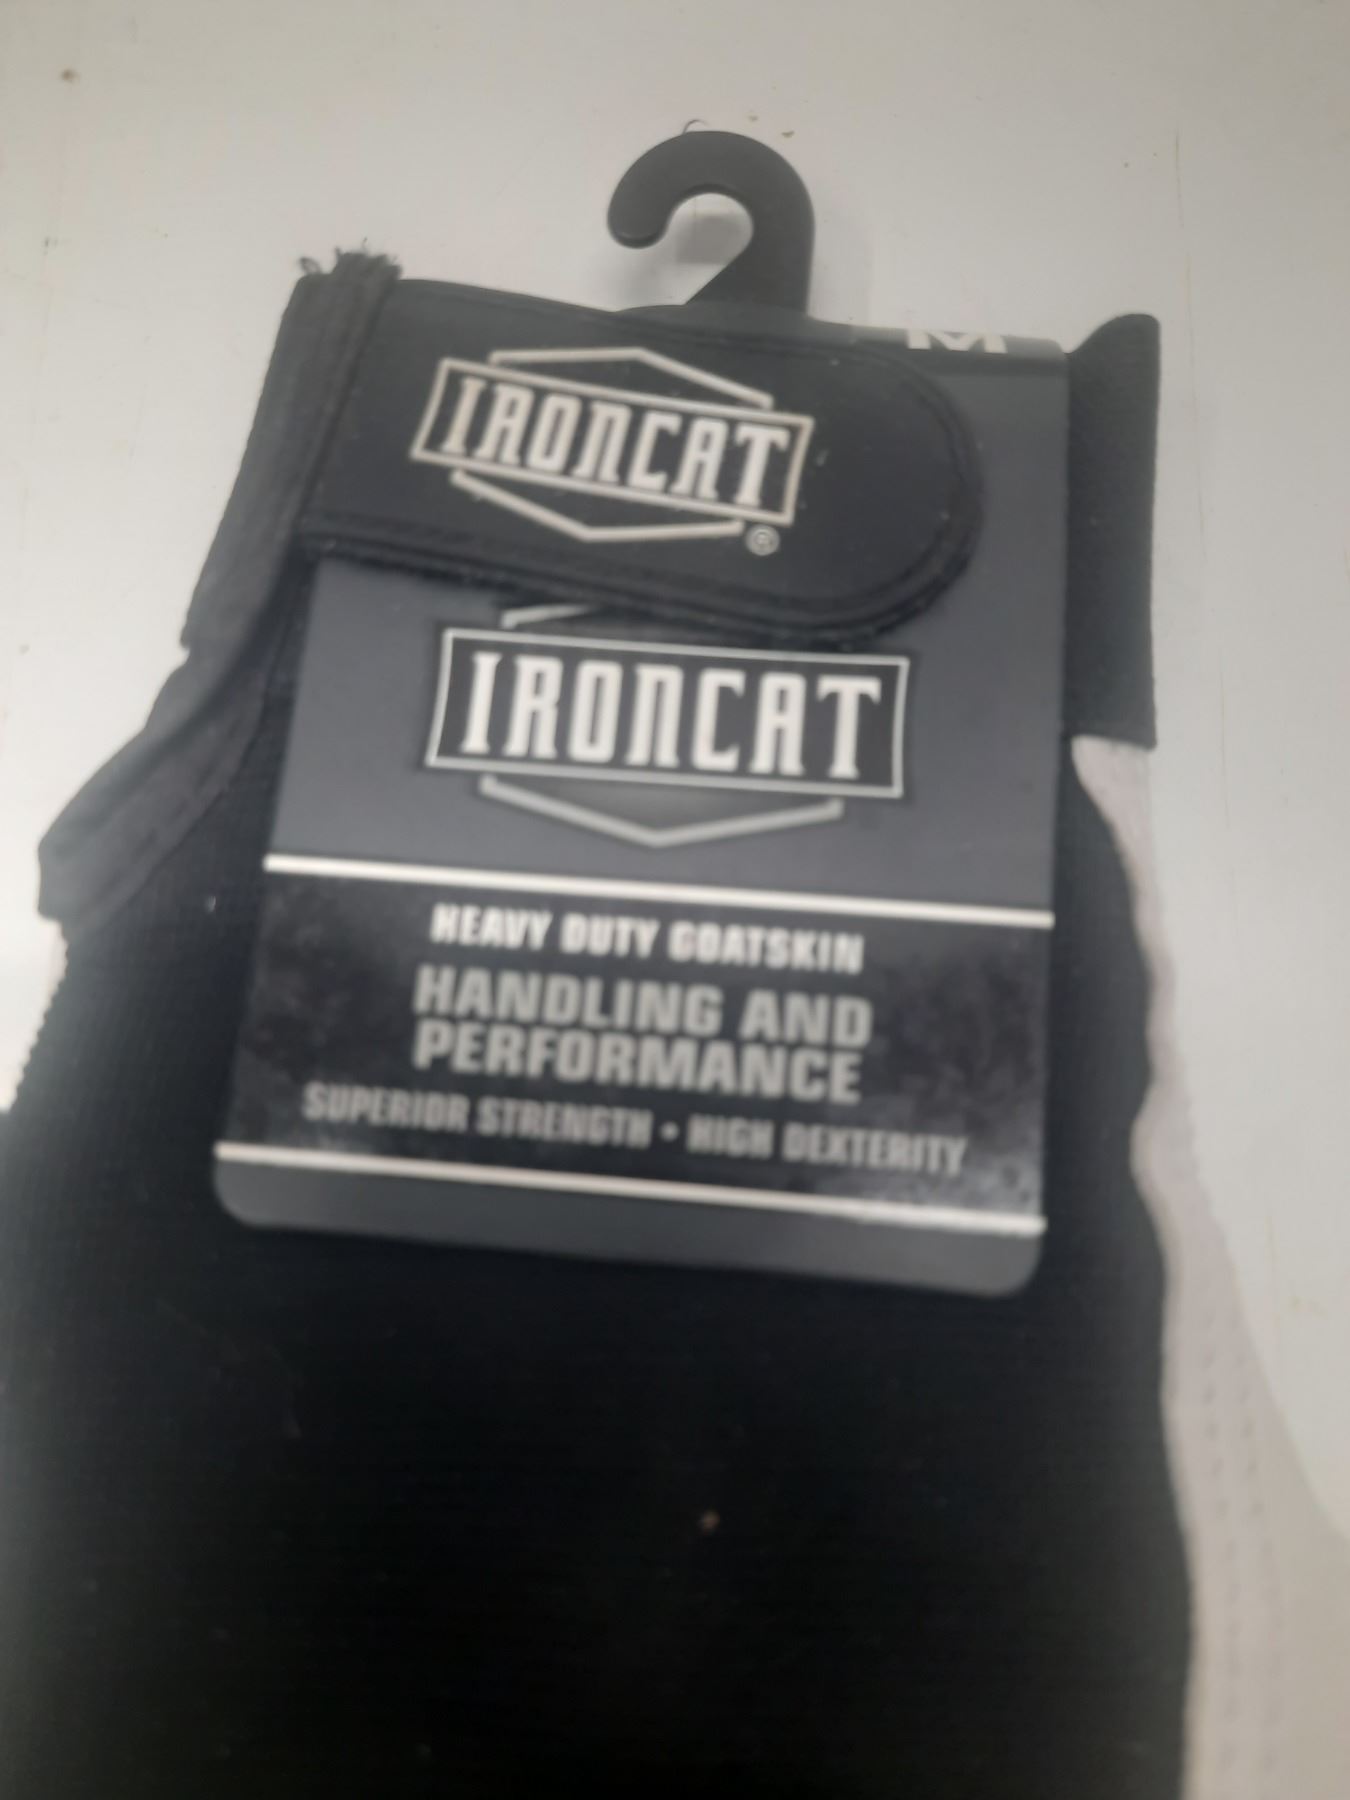 M
IRONCAT
®
IRONCAT
HEAVY DUTY GOATSKIN
HANDLING AND
PERFORMANCE
SUPERIOR STRENGTH • HIGH DEXTERITY